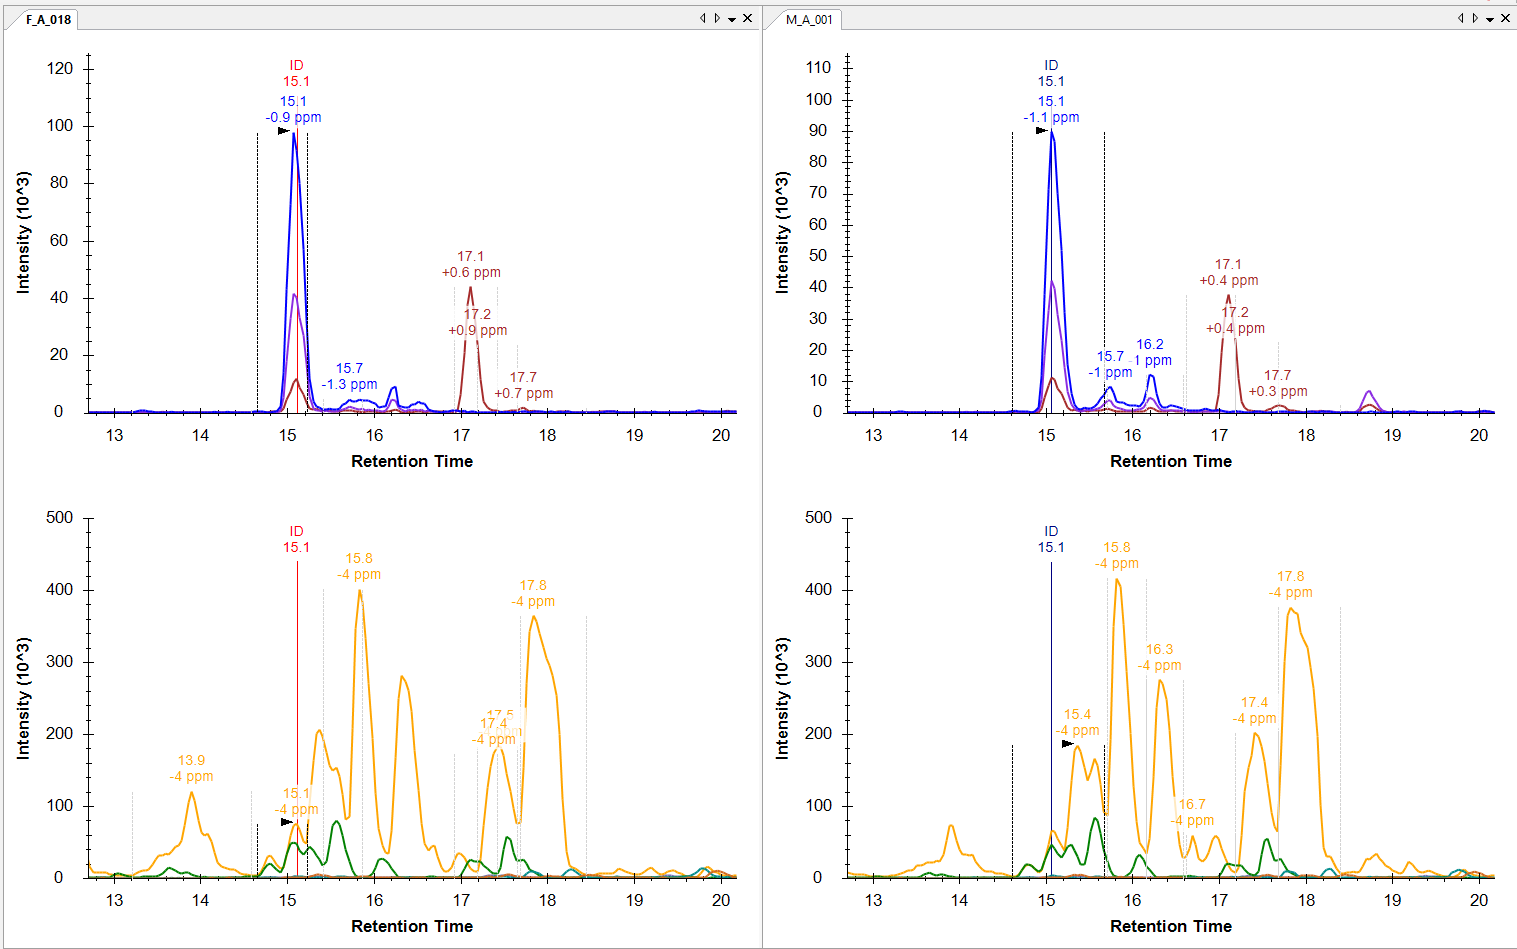 F_A_018
M_A_001
120
100
80
60
40
20
0
Intensity (10^3)
ID
15.1
15.1
-0.9 ppm
15.7
-1.3 ppm
17.1
+0.6 ppm
17.2
+0.9 ppm
17.7
+0.7 ppm
13 14 15 16 17 18 19 20
Retention Time
110
100
90
80
70
60
50
40
30
20
10
0
Intensity (10^3)
ID
15.1
15.1
-1.1 ppm
15.7
-1 ppm
16.2
-1 ppm
17.1
+0.4 ppm
17.2
+0.4 ppm
17.7
+0.3 ppm
13 14 15 16 17 18 19 20
Retention Time
500
400
300
200
100
0
Intensity (10^3)
ID
15.1
13.9
-4 ppm
15.1
-4 ppm
15.8
-4 ppm
17.5
17.4
-4 ppm
17.8
-4 ppm
13 14 15 16 17 18 19 20
Retention Time
500
400
300
200
100
0
Intensity (10^3)
ID
15.1
15.4
-4 ppm
15.8
-4 ppm
16.3
-4 ppm
16.7
-4 ppm
17.4
-4 ppm
17.8
-4 ppm
13 14 15 16 17 18 19 20
Retention Time